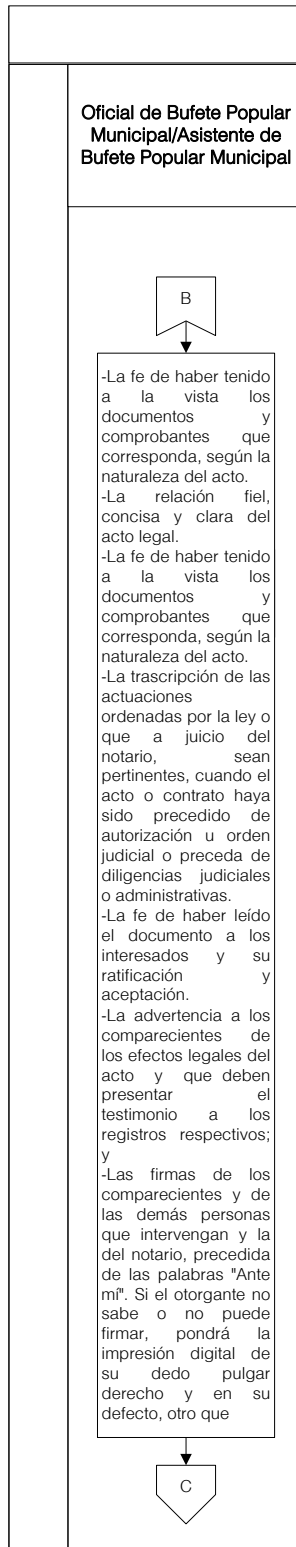 Oficial de Bufete Popular
Municipal/Asistente de
Bufete Popular Municipal
B
-La fe de haber tenido
a la vista los
documentos y
comprobantes que
corresponda, según la
naturaleza del acto.
-La relación fiel,
concisa y clara del
acto legal.
-La fe de haber tenido
a la vista los
documentos y
comprobantes que
corresponda, según la
naturaleza del acto.
-La trascripción de las
actuaciones
ordenadas por la ley o
que a juicio del
notario, sean
pertinentes, cuando el
acto o contrato haya
sido precedido de
autorización u orden
judicial o preceda de
diligencias judiciales
o administrativas.
-La fe de haber leído
el documento a los
interesados y su
ratificación y
aceptación.
-La advertencia a los
comparecientes de
los efectos legales del
acto y que deben
presentar el
testimonio a los
registros respectivos;
y
-Las firmas de los
comparecientes y de
las demás personas
que intervengan y la
del notario, precedida
de las palabras "Ante
mí". Si el otorgante no
sabe o no puede
firmar, pondrá la
impresión digital de
su dedo pulgar
derecho y en su
defecto, otro que
C